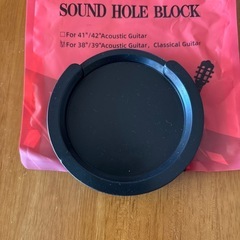 SOUND HOLE BLOCK
☐For 41"/42"Acoustic Guitar
☒For 38"/39"Acoustic Guitar、Classical Guitar